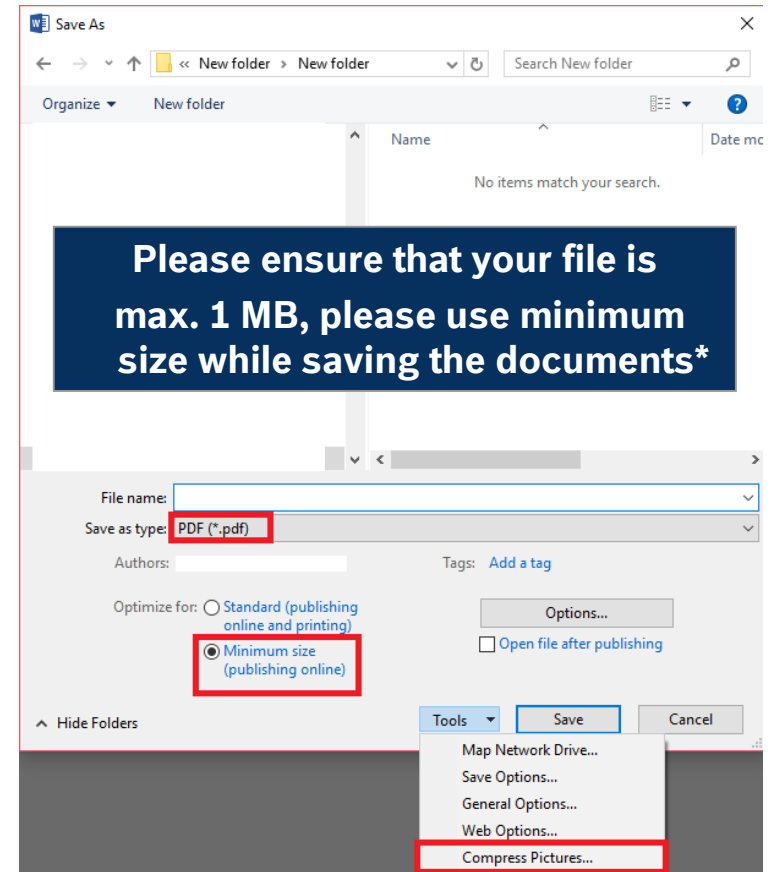 Save As
« New folder › New folder
Search New folder
Organize
New folder
?
Name
Date mo
No items match your search.
Please ensure that your file is
max. 1 MB, please use minimum
size while saving the documents*
File name:
Save as type: PDF (*.pdf)
Authors:
Tags: Add a tag
Optimize for: Standard (publishing
online and printing)
Minimum size
(publishing online)
Options...
Open file after publishing
Hide Folders
Tools
Save
Cancel
Map Network Drive...
Save Options...
General Options...
Web Options...
Compress Pictures...